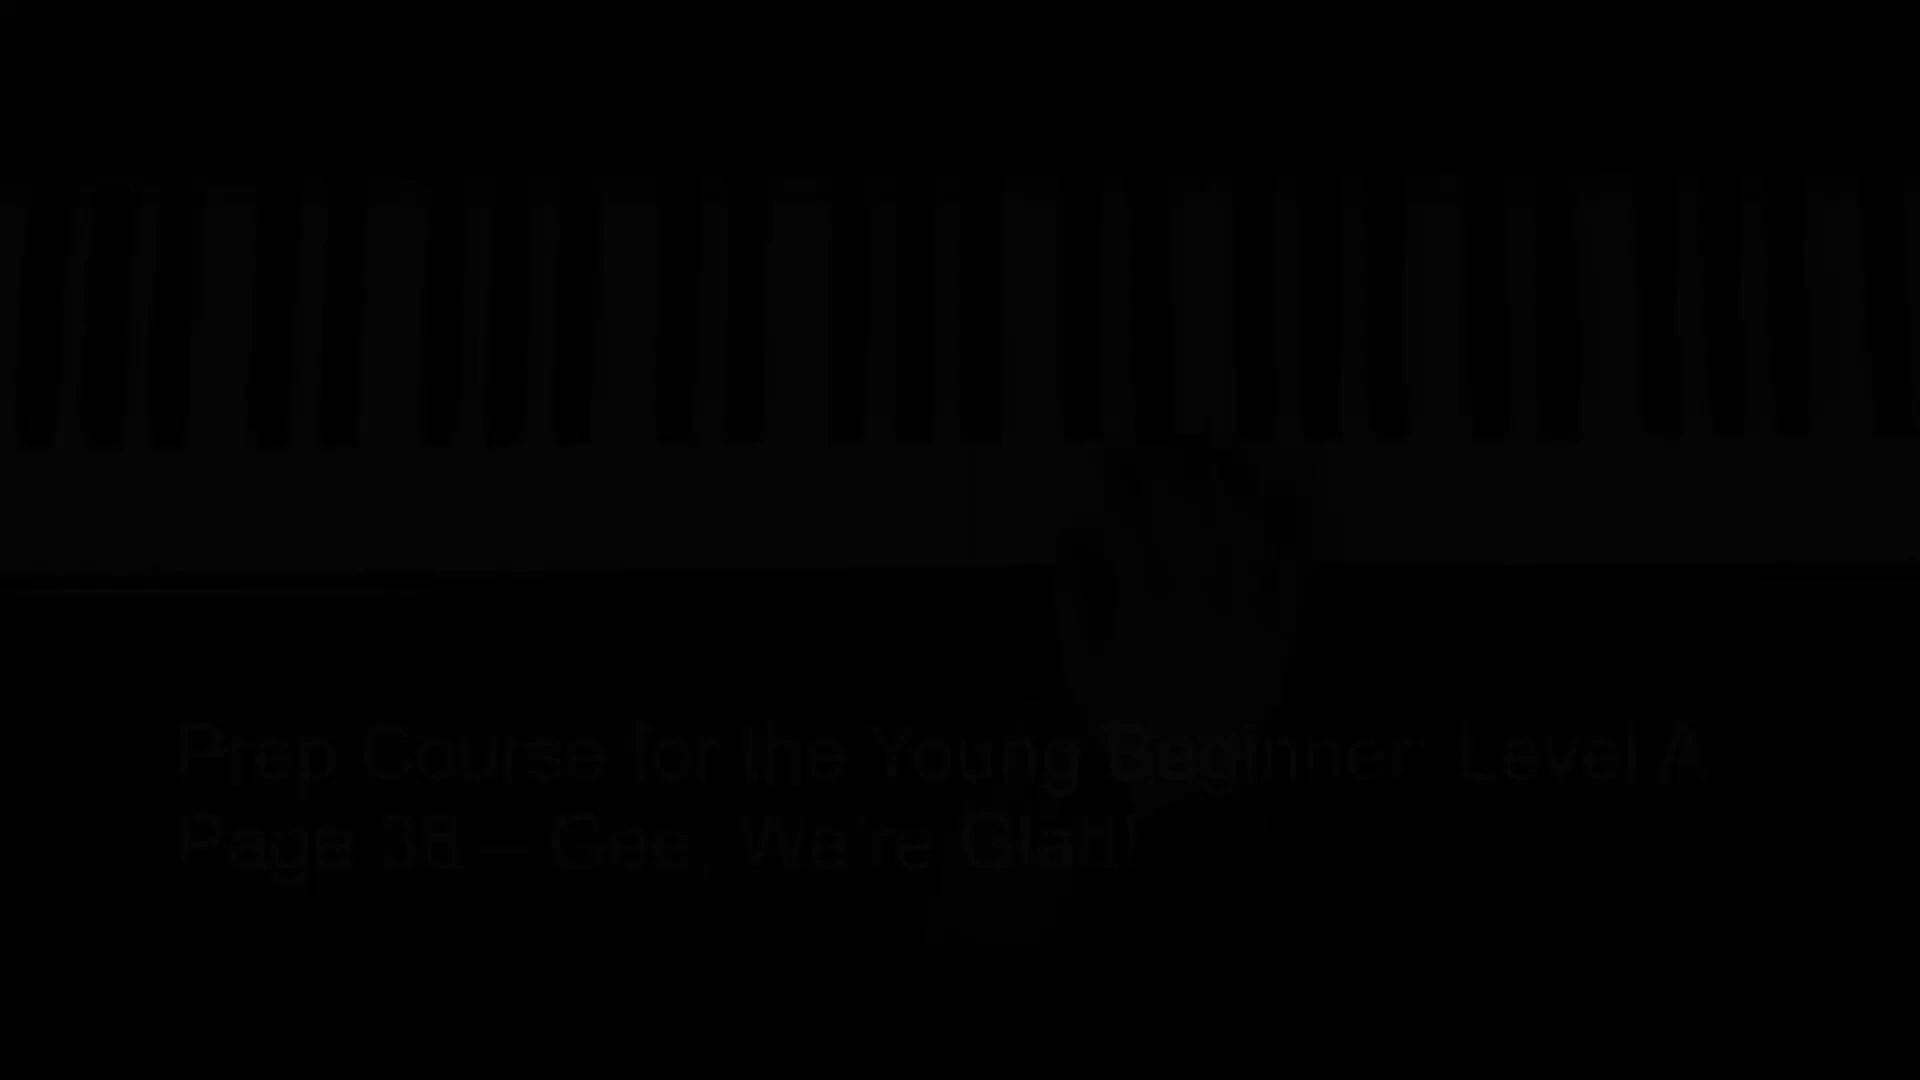 Prep Course for the Young Beginner: Level A
Page 38 – Gee, We're Glad!